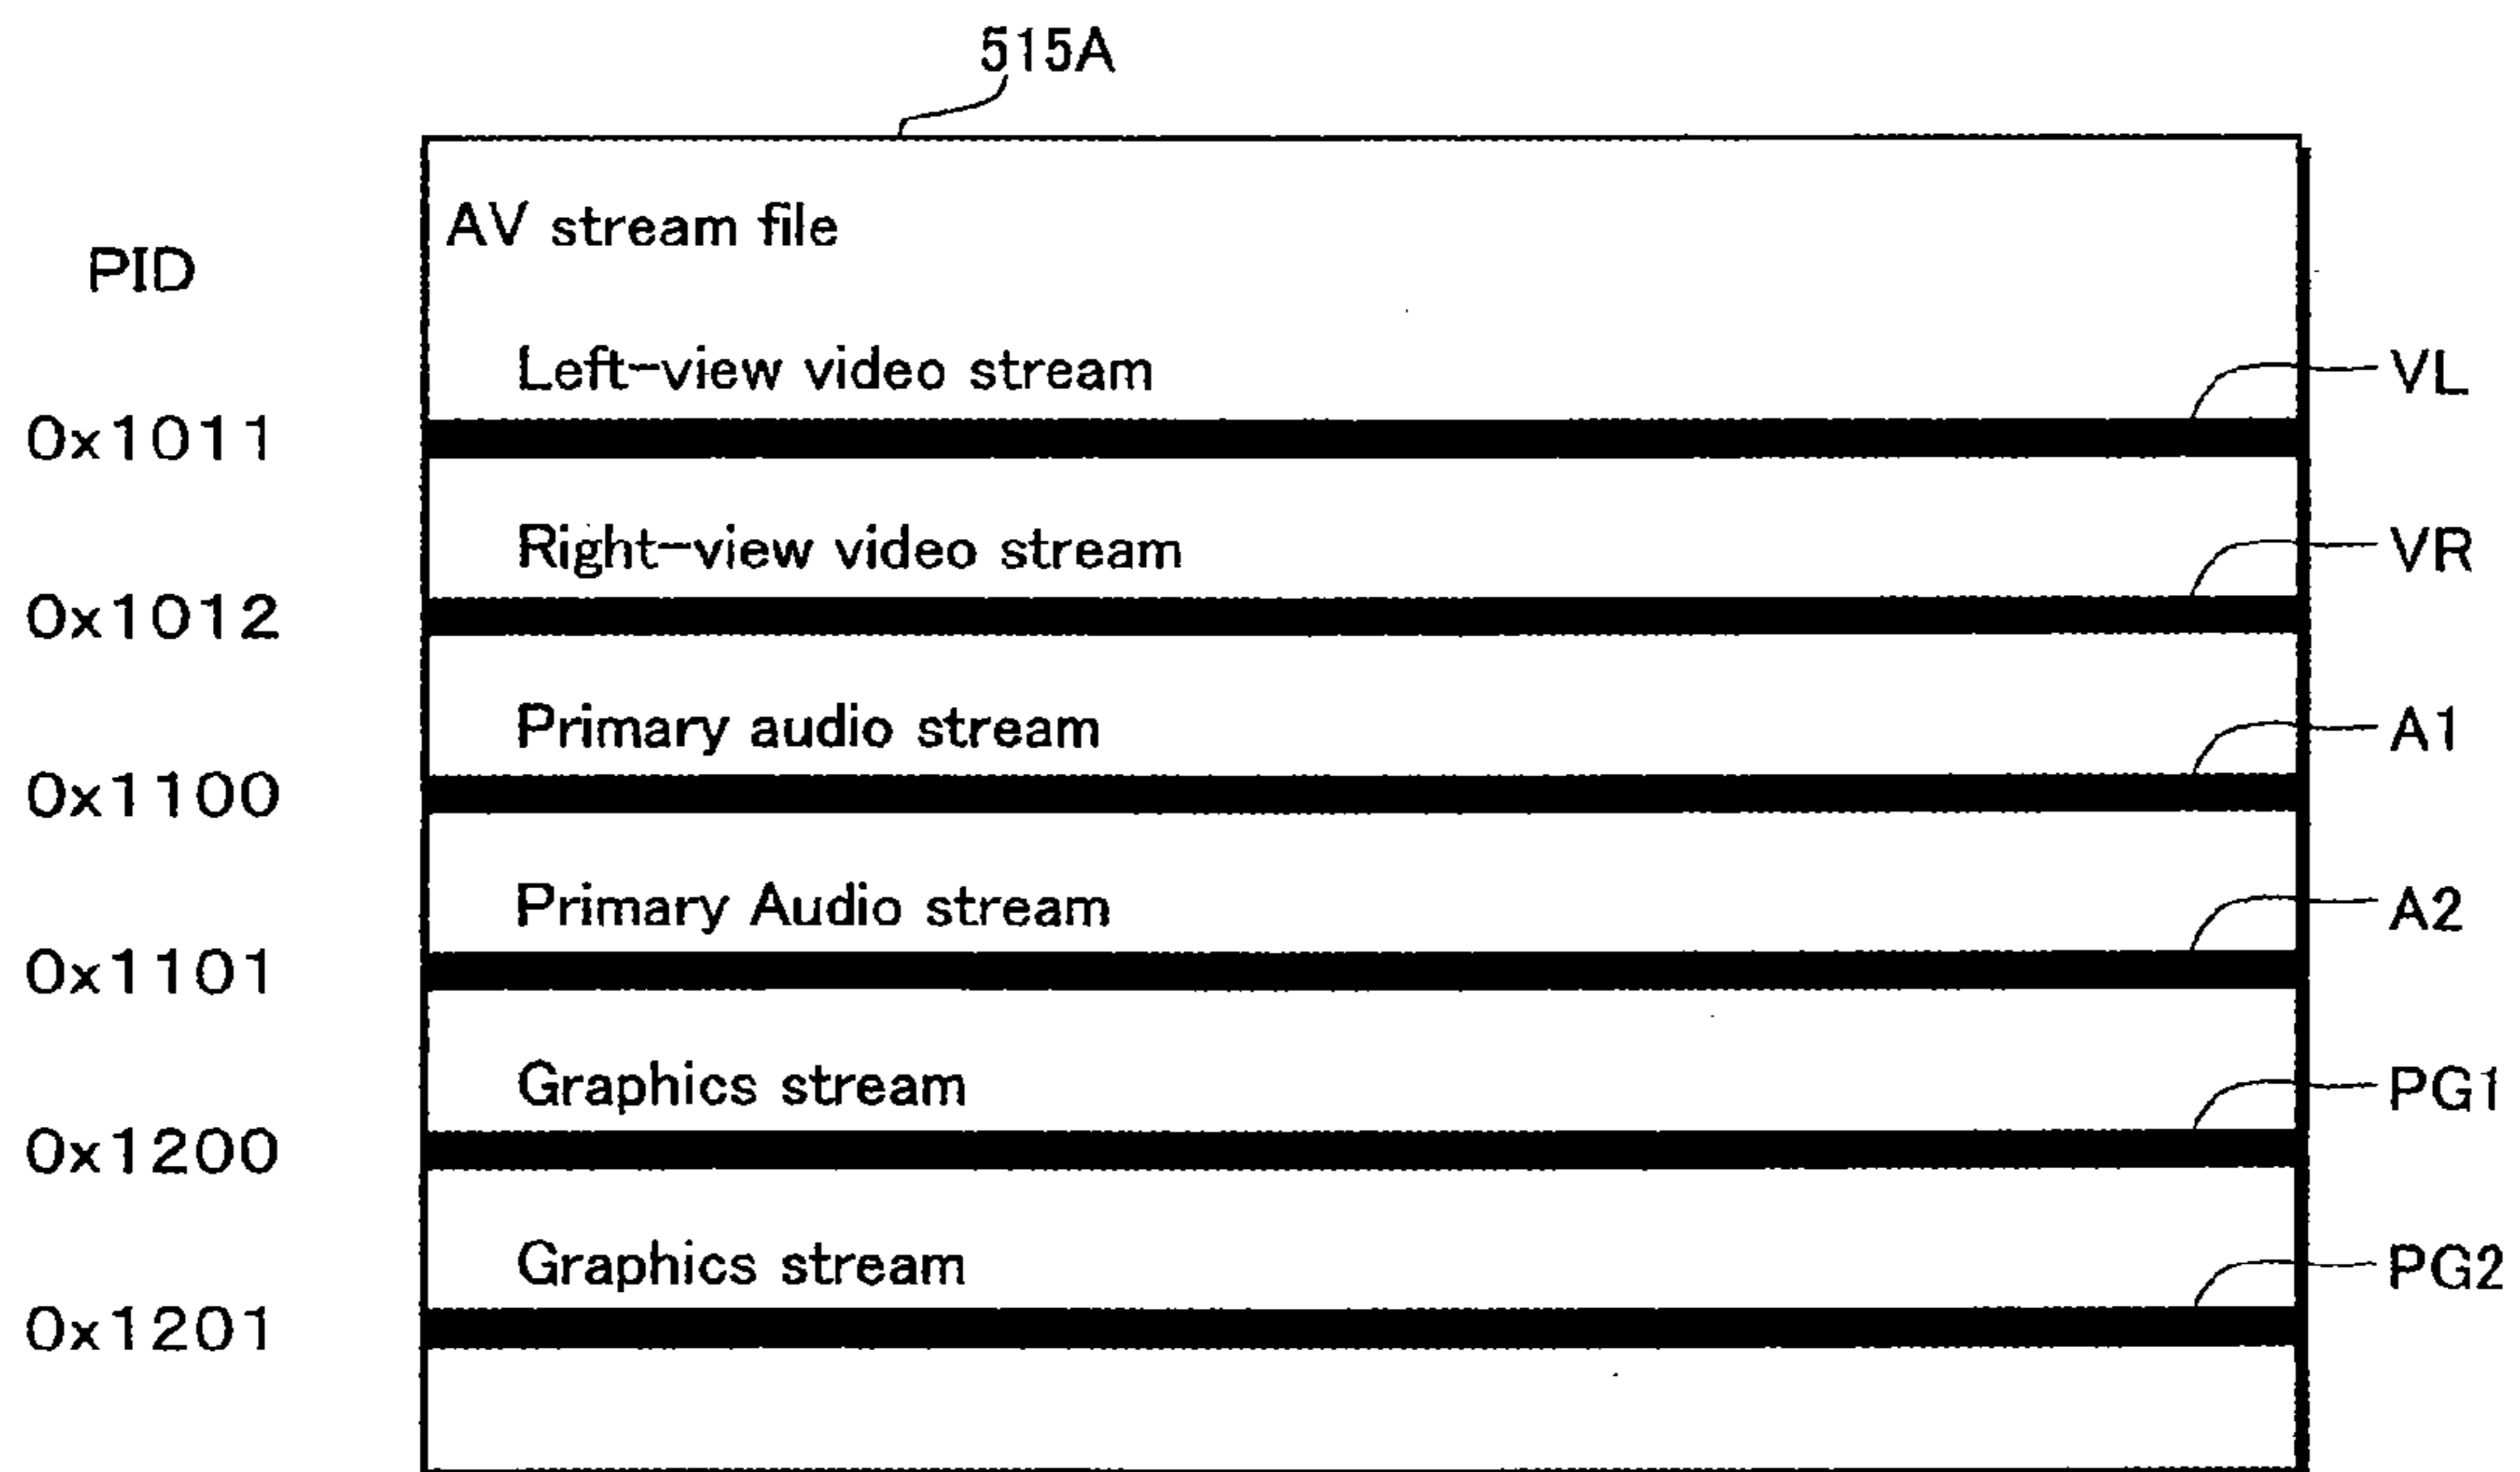 515A
AV stream file
PID
Left-view video stream
VL
0x1011
Right-view video stream
VR
0x1012
Primary audio stream
A1
0x1100
Primary Audio stream
A2
0x1101
Graphics stream
PG1
0x1200
Graphics stream
PG2
0x1201